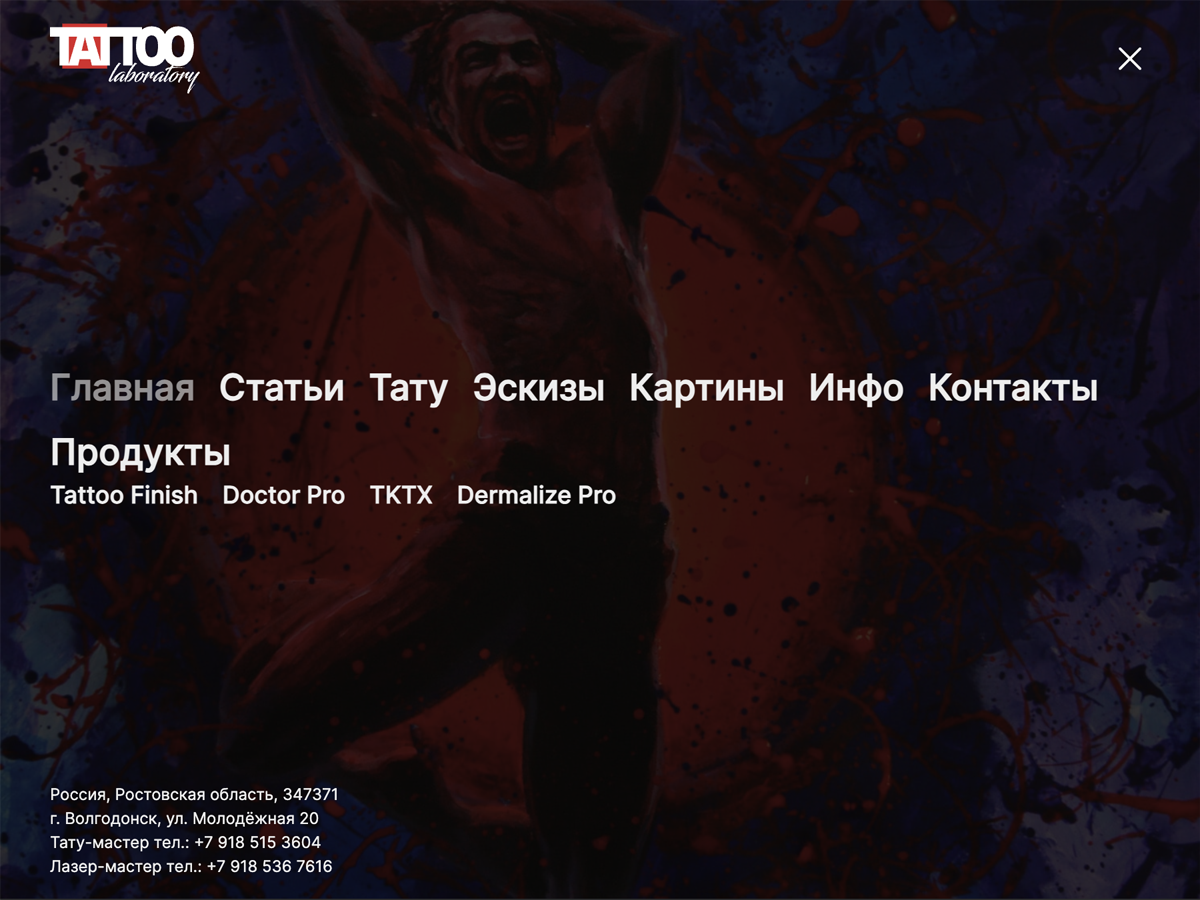 TATTOO
laboratory
Главная Статьи Тату Эскизы Картины Инфо Контакты
Продукты
Tattoo Finish Doctor Pro TKTX Dermalize Pro
Россия, Ростовская область, 347371
г. Волгодонск, ул. Молодёжная 20
Тату-мастер тел.: +7 918 515 3604
Лазер-мастер тел.: +7 918 536 7616